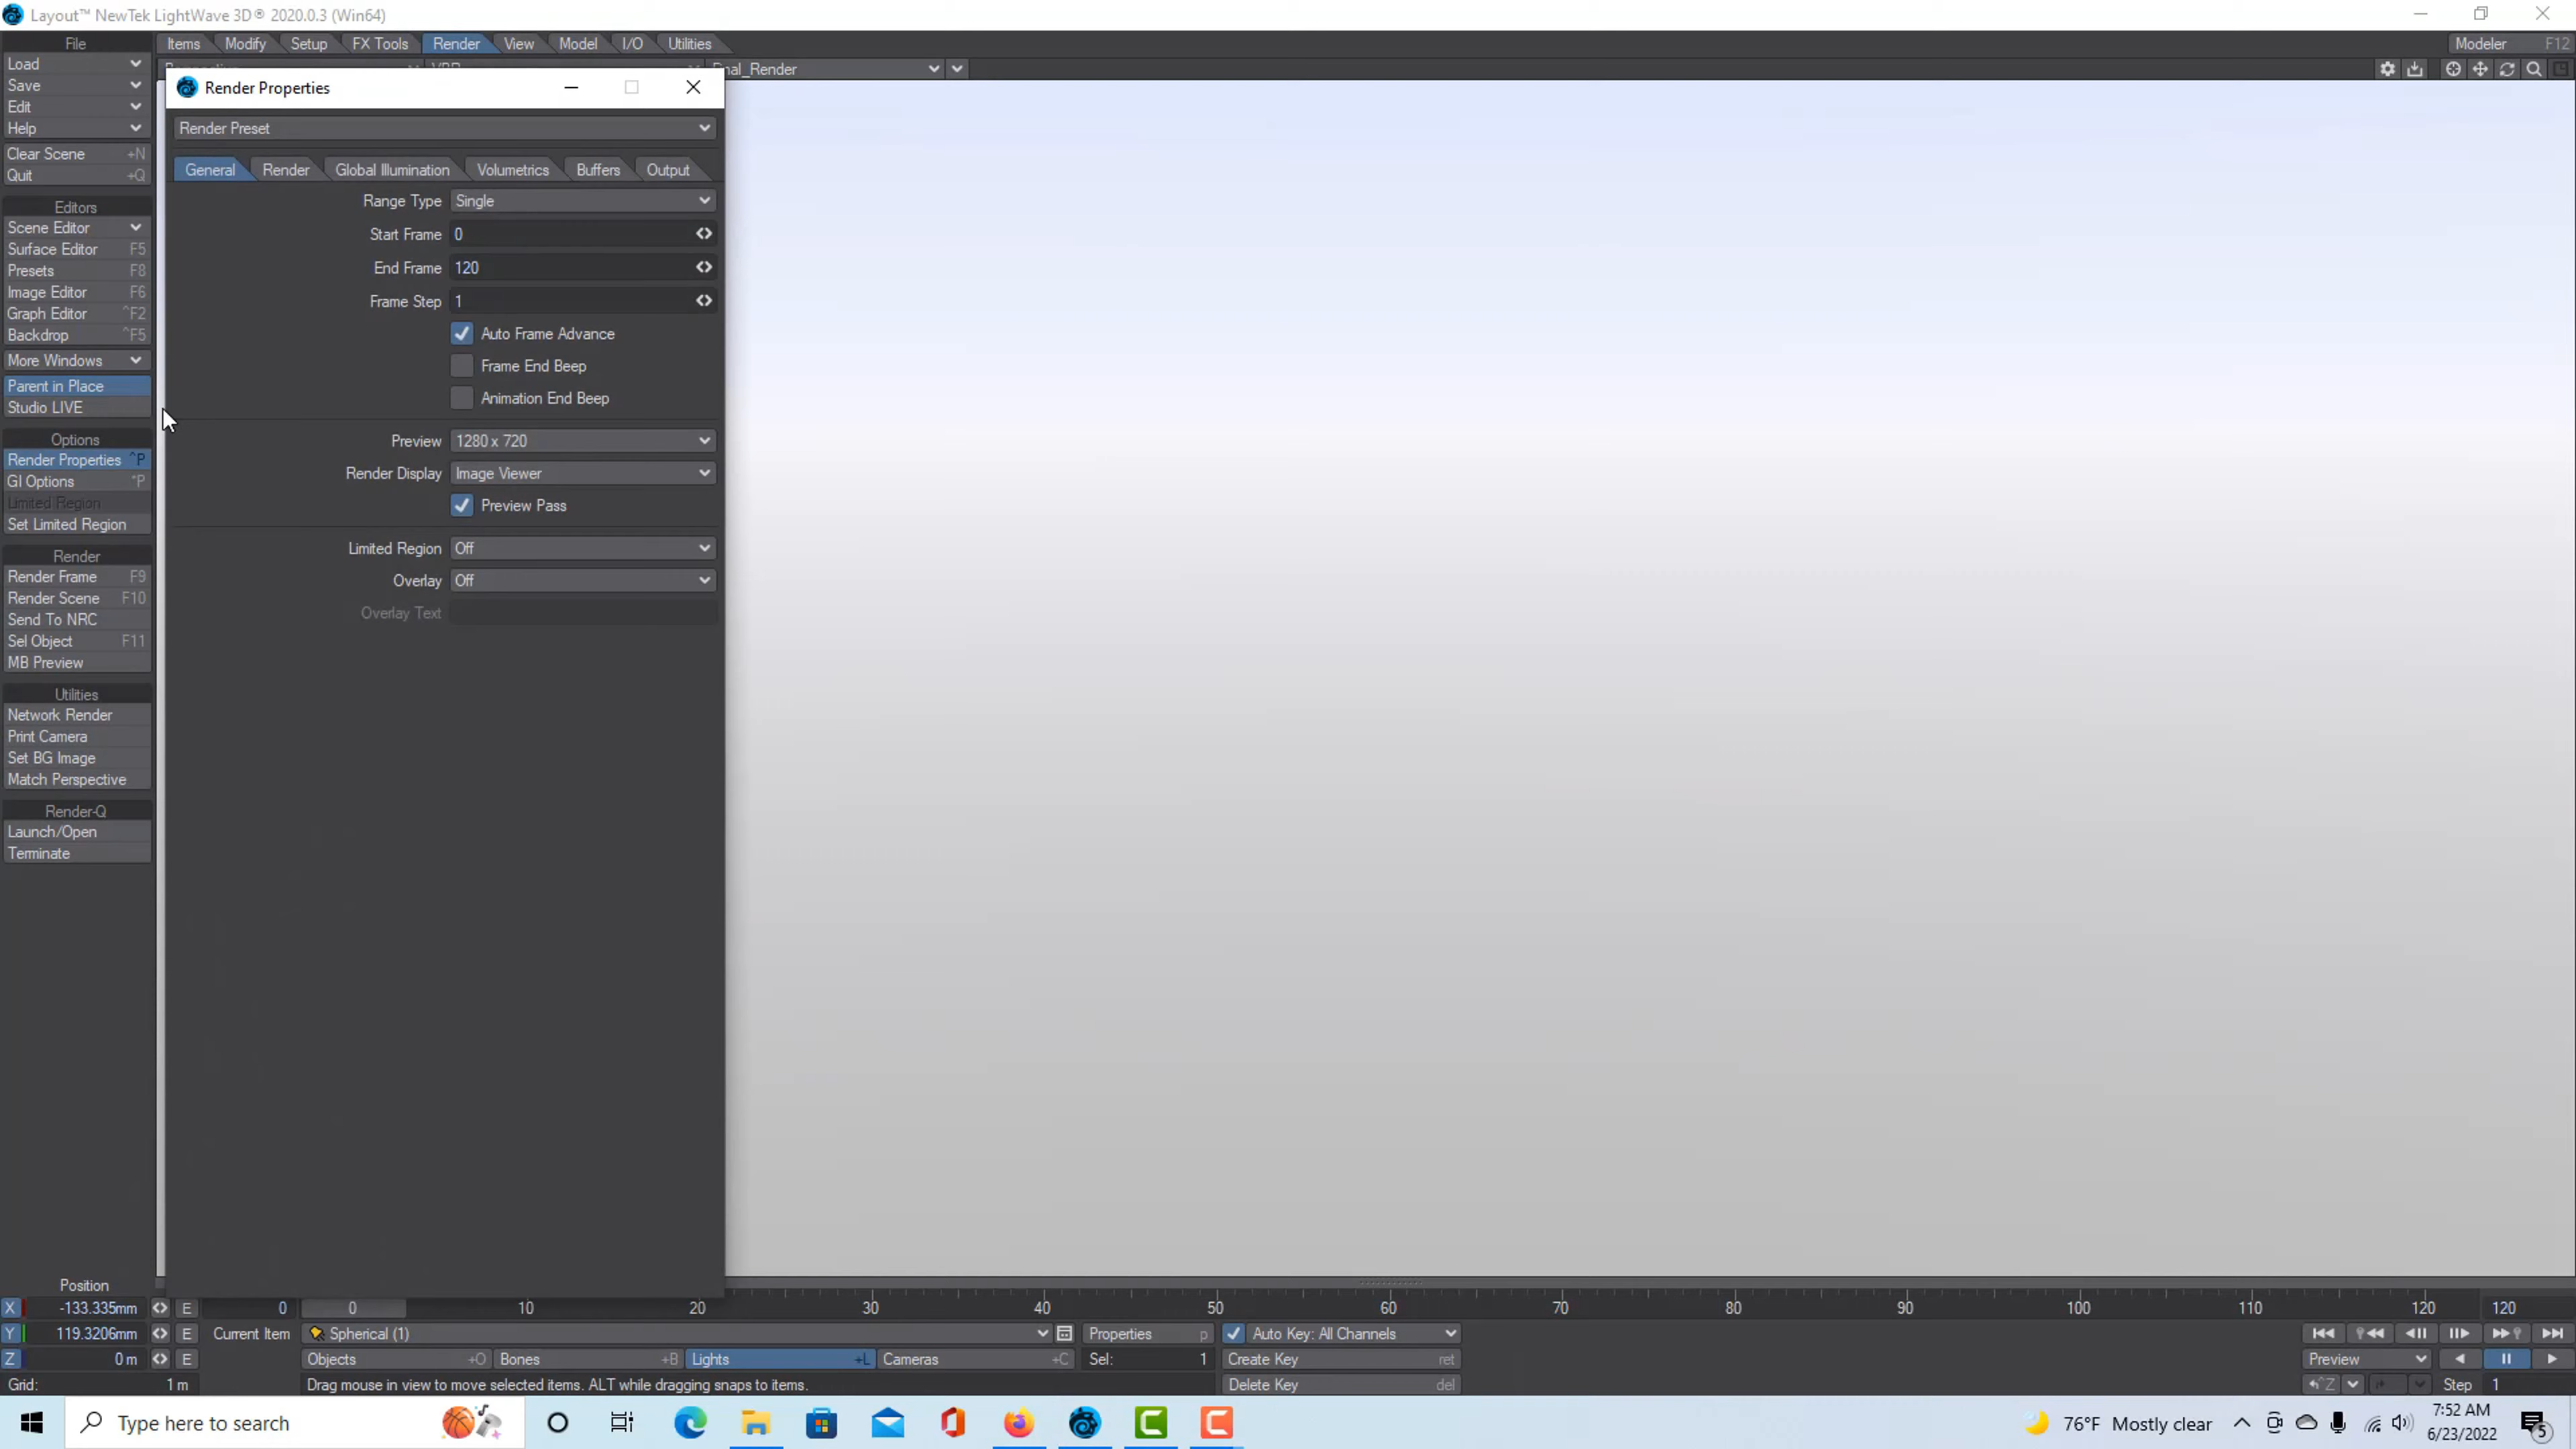 Layout™ NewTek LightWave 3D® 2020.0.3 (Win64)
File
Items Modify Setup FX Tools Render View Model I/O Utilities
Modeler F12
Load
Save
Edit
Help
Clear Scene +N
Quit +Q
Editors
Scene Editor
Surface Editor F5
Presets F8
Image Editor F6
Graph Editor ^F2
Backdrop ^F5
More Windows
Parent in Place
Studio LIVE
Options
Render Properties ^P
GI Options *P
Limited Region
Set Limited Region
Render
Render Frame F9
Render Scene F10
Send To NRC
Sel Object F11
MB Preview
Utilities
Network Render
Print Camera
Set BG Image
Match Perspective
Render-Q
Launch/Open
Terminate
Render Properties
Render Preset
General Render Global Illumination Volumetrics Buffers Output
Range Type Single
Start Frame 0
End Frame 120
Frame Step 1
Auto Frame Advance
Frame End Beep
Animation End Beep
Preview 1280 x 720
Render Display Image Viewer
Preview Pass
Limited Region Off
Overlay Off
Overlay Text
Position
X -133.335mm E 0 0 10 20 30 40 50 60 70 80 90 100 110 120 120
Y 119.3206mm E Current Item Spherical (1) Properties p Auto Key: All Channels
Z 0 m E Objects +O Bones +B Lights +L Cameras +C Sel: 1 Create Key ret Preview
Grid: 1 m Drag mouse in view to move selected items. ALT while dragging snaps to items. Delete Key del ^Z Step 1
Type here to search
76°F Mostly clear
7:52 AM
6/23/2022
5